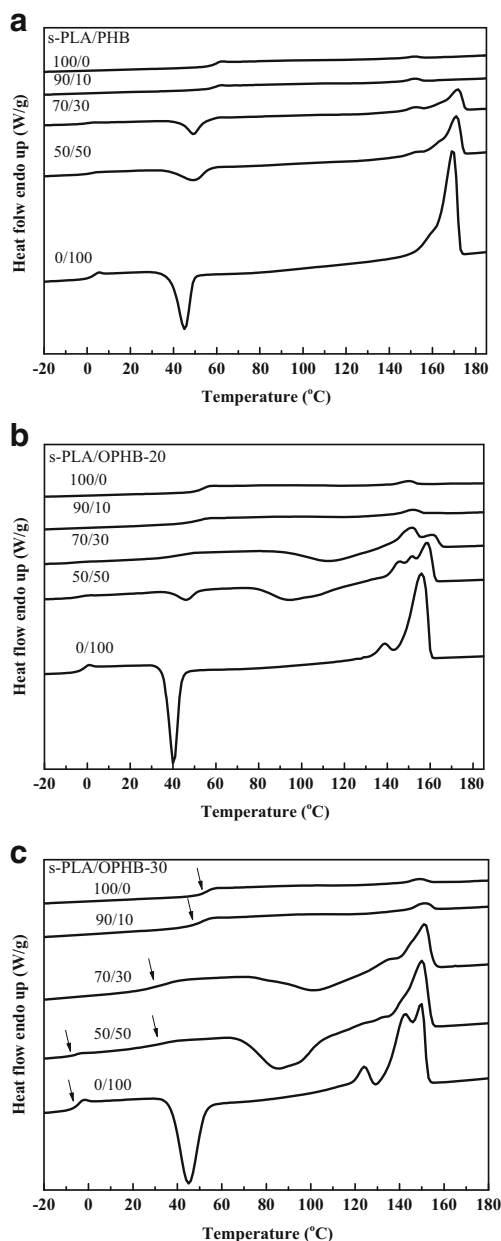 a
s-PLA/PHB
100/0
90/10
70/30
50/50
0/100
Heat folw endo up (W/g)
-20 0 20 40 60 80 100 120 140 160 180
Temperature (°C)
b
s-PLA/OPHB-20
100/0
90/10
70/30
50/50
0/100
Heat flow endo up (W/g)
-20 0 20 40 60 80 100 120 140 160 180
Temperature (°C)
c
s-PLA/OPHB-30
100/0
90/10
70/30
50/50
0/100
Heat flow endo up (W/g)
-20 0 20 40 60 80 100 120 140 160 180
Temperature (°C)